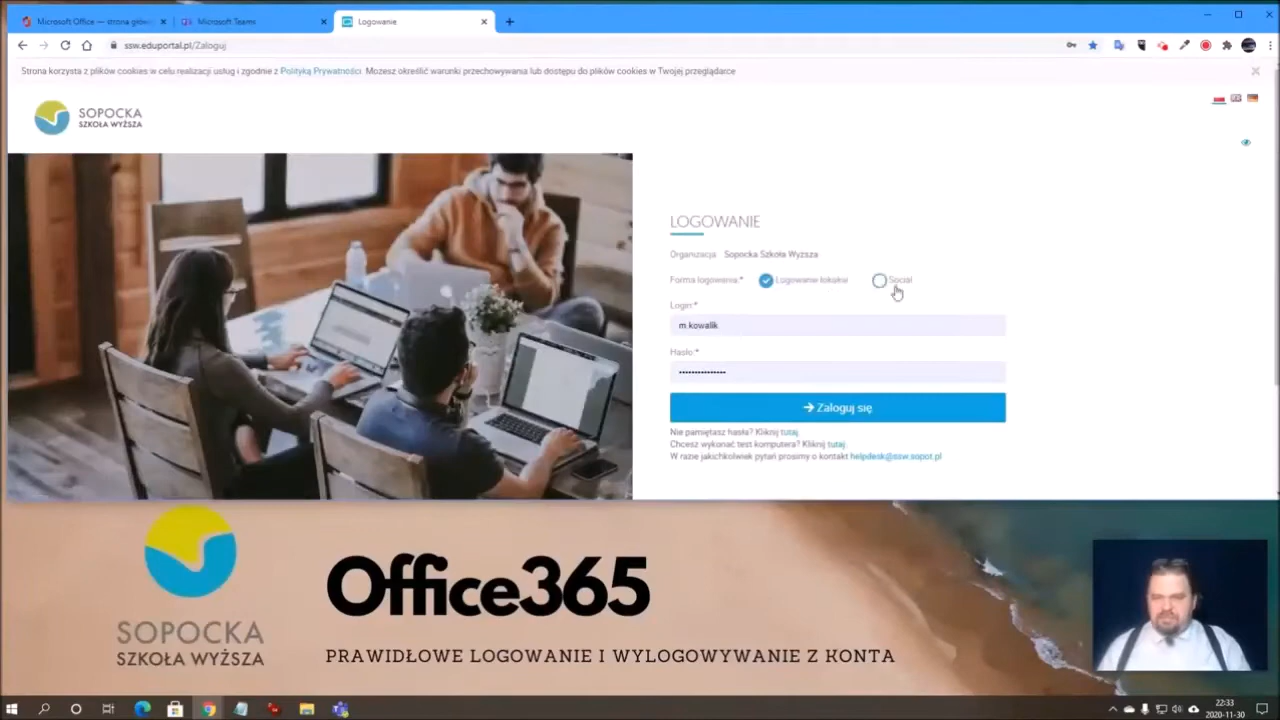 Microsoft Office — strona głów
Microsoft Teams
Logowanie
ssw.eduportal.pl/Zaloguj
Strona korzysta z plików cookies w celu realizacji usług i zgodnie z Polityką Prywatności. Możesz określić warunki przechowywania lub dostępu do plików cookies w Twojej przeglądarce
SOPOCKA
SZKOŁA WYŻSZA
LOGOWANIE
Organizacja Sopocka Szkoła Wyższa
Forma logowania:* Logowanie lokalne Social
Login:*
m.kowalik
Hasło:*
Zaloguj się
Nie pamiętasz hasła? Kliknij tutaj.
Chcesz wykonać test komputera? Kliknij tutaj.
W razie jakichkolwiek pytań prosimy o kontakt helpdesk@ssw.sopot.pl
SOPOCKA
SZKOŁA WYŻSZA
Office365
PRAWIDŁOWE LOGOWANIE I WYLOGOWYWANIE Z KONTA
22:33
2020-11-30